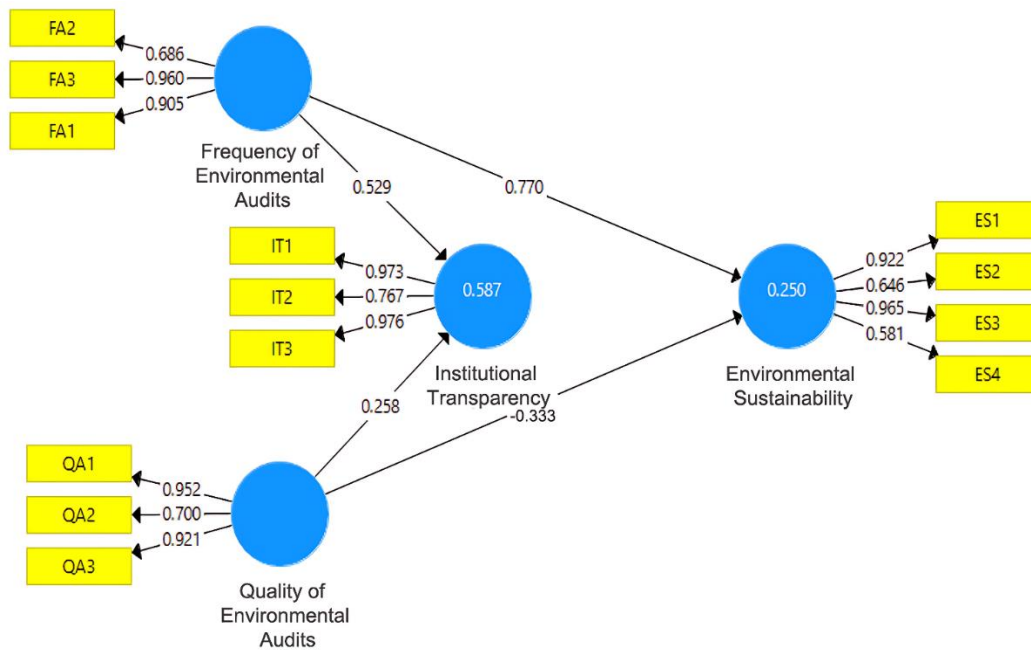 FA2
0.686
FA3
0.960
FA1
0.905
Frequency of
Environmental
Audits
0.529
0.770
IT1
0.973
IT2
0.767
IT3
0.976
0.587
Institutional
Transparency
0.250
Environmental
Sustainability
0.922
ES1
0.646
ES2
0.965
ES3
0.581
ES4
0.258
-0.333
QA1
0.952
QA2
0.700
QA3
0.921
Quality of
Environmental
Audits